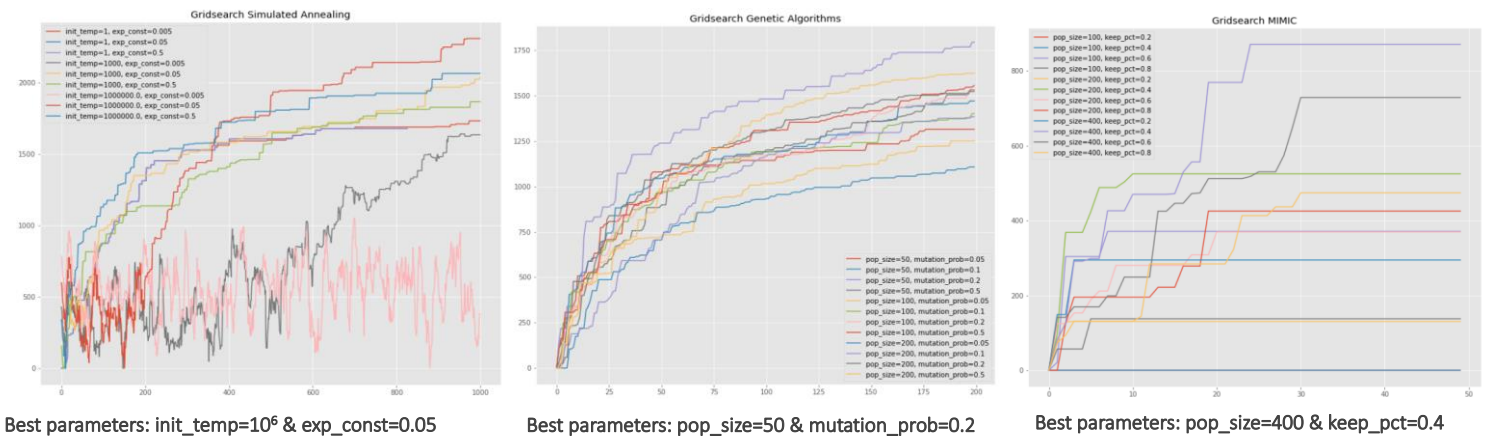 Gridsearch Simulated Annealing
init_temp=1, exp_const=0.005
init_temp=1, exp_const=0.05
init_temp=1, exp_const=0.5
init_temp=1000, exp_const=0.005
init_temp=1000, exp_const=0.05
init_temp=1000, exp_const=0.5
init_temp=1000000.0, exp_const=0.005
init_temp=1000000.0, exp_const=0.05
init_temp=1000000.0, exp_const=0.5
2000
1500
1000
500
0
0 200 400 600 800 1000
Best parameters: init_temp=10⁶ & exp_const=0.05
Gridsearch Genetic Algorithms
1750
1500
1250
1000
750
500
250
0
pop_size=50, mutation_prob=0.05
pop_size=50, mutation_prob=0.1
pop_size=50, mutation_prob=0.2
pop_size=50, mutation_prob=0.5
pop_size=100, mutation_prob=0.05
pop_size=100, mutation_prob=0.1
pop_size=100, mutation_prob=0.2
pop_size=100, mutation_prob=0.5
pop_size=200, mutation_prob=0.05
pop_size=200, mutation_prob=0.1
pop_size=200, mutation_prob=0.2
pop_size=200, mutation_prob=0.5
0 25 50 75 100 125 150 175 200
Best parameters: pop_size=50 & mutation_prob=0.2
Gridsearch MIMIC
pop_size=100, keep_pct=0.2
pop_size=100, keep_pct=0.4
pop_size=100, keep_pct=0.6
pop_size=100, keep_pct=0.8
pop_size=200, keep_pct=0.2
pop_size=200, keep_pct=0.4
pop_size=200, keep_pct=0.6
pop_size=200, keep_pct=0.8
pop_size=400, keep_pct=0.2
pop_size=400, keep_pct=0.4
pop_size=400, keep_pct=0.6
pop_size=400, keep_pct=0.8
800
600
400
200
0
0 10 20 30 40 50
Best parameters: pop_size=400 & keep_pct=0.4